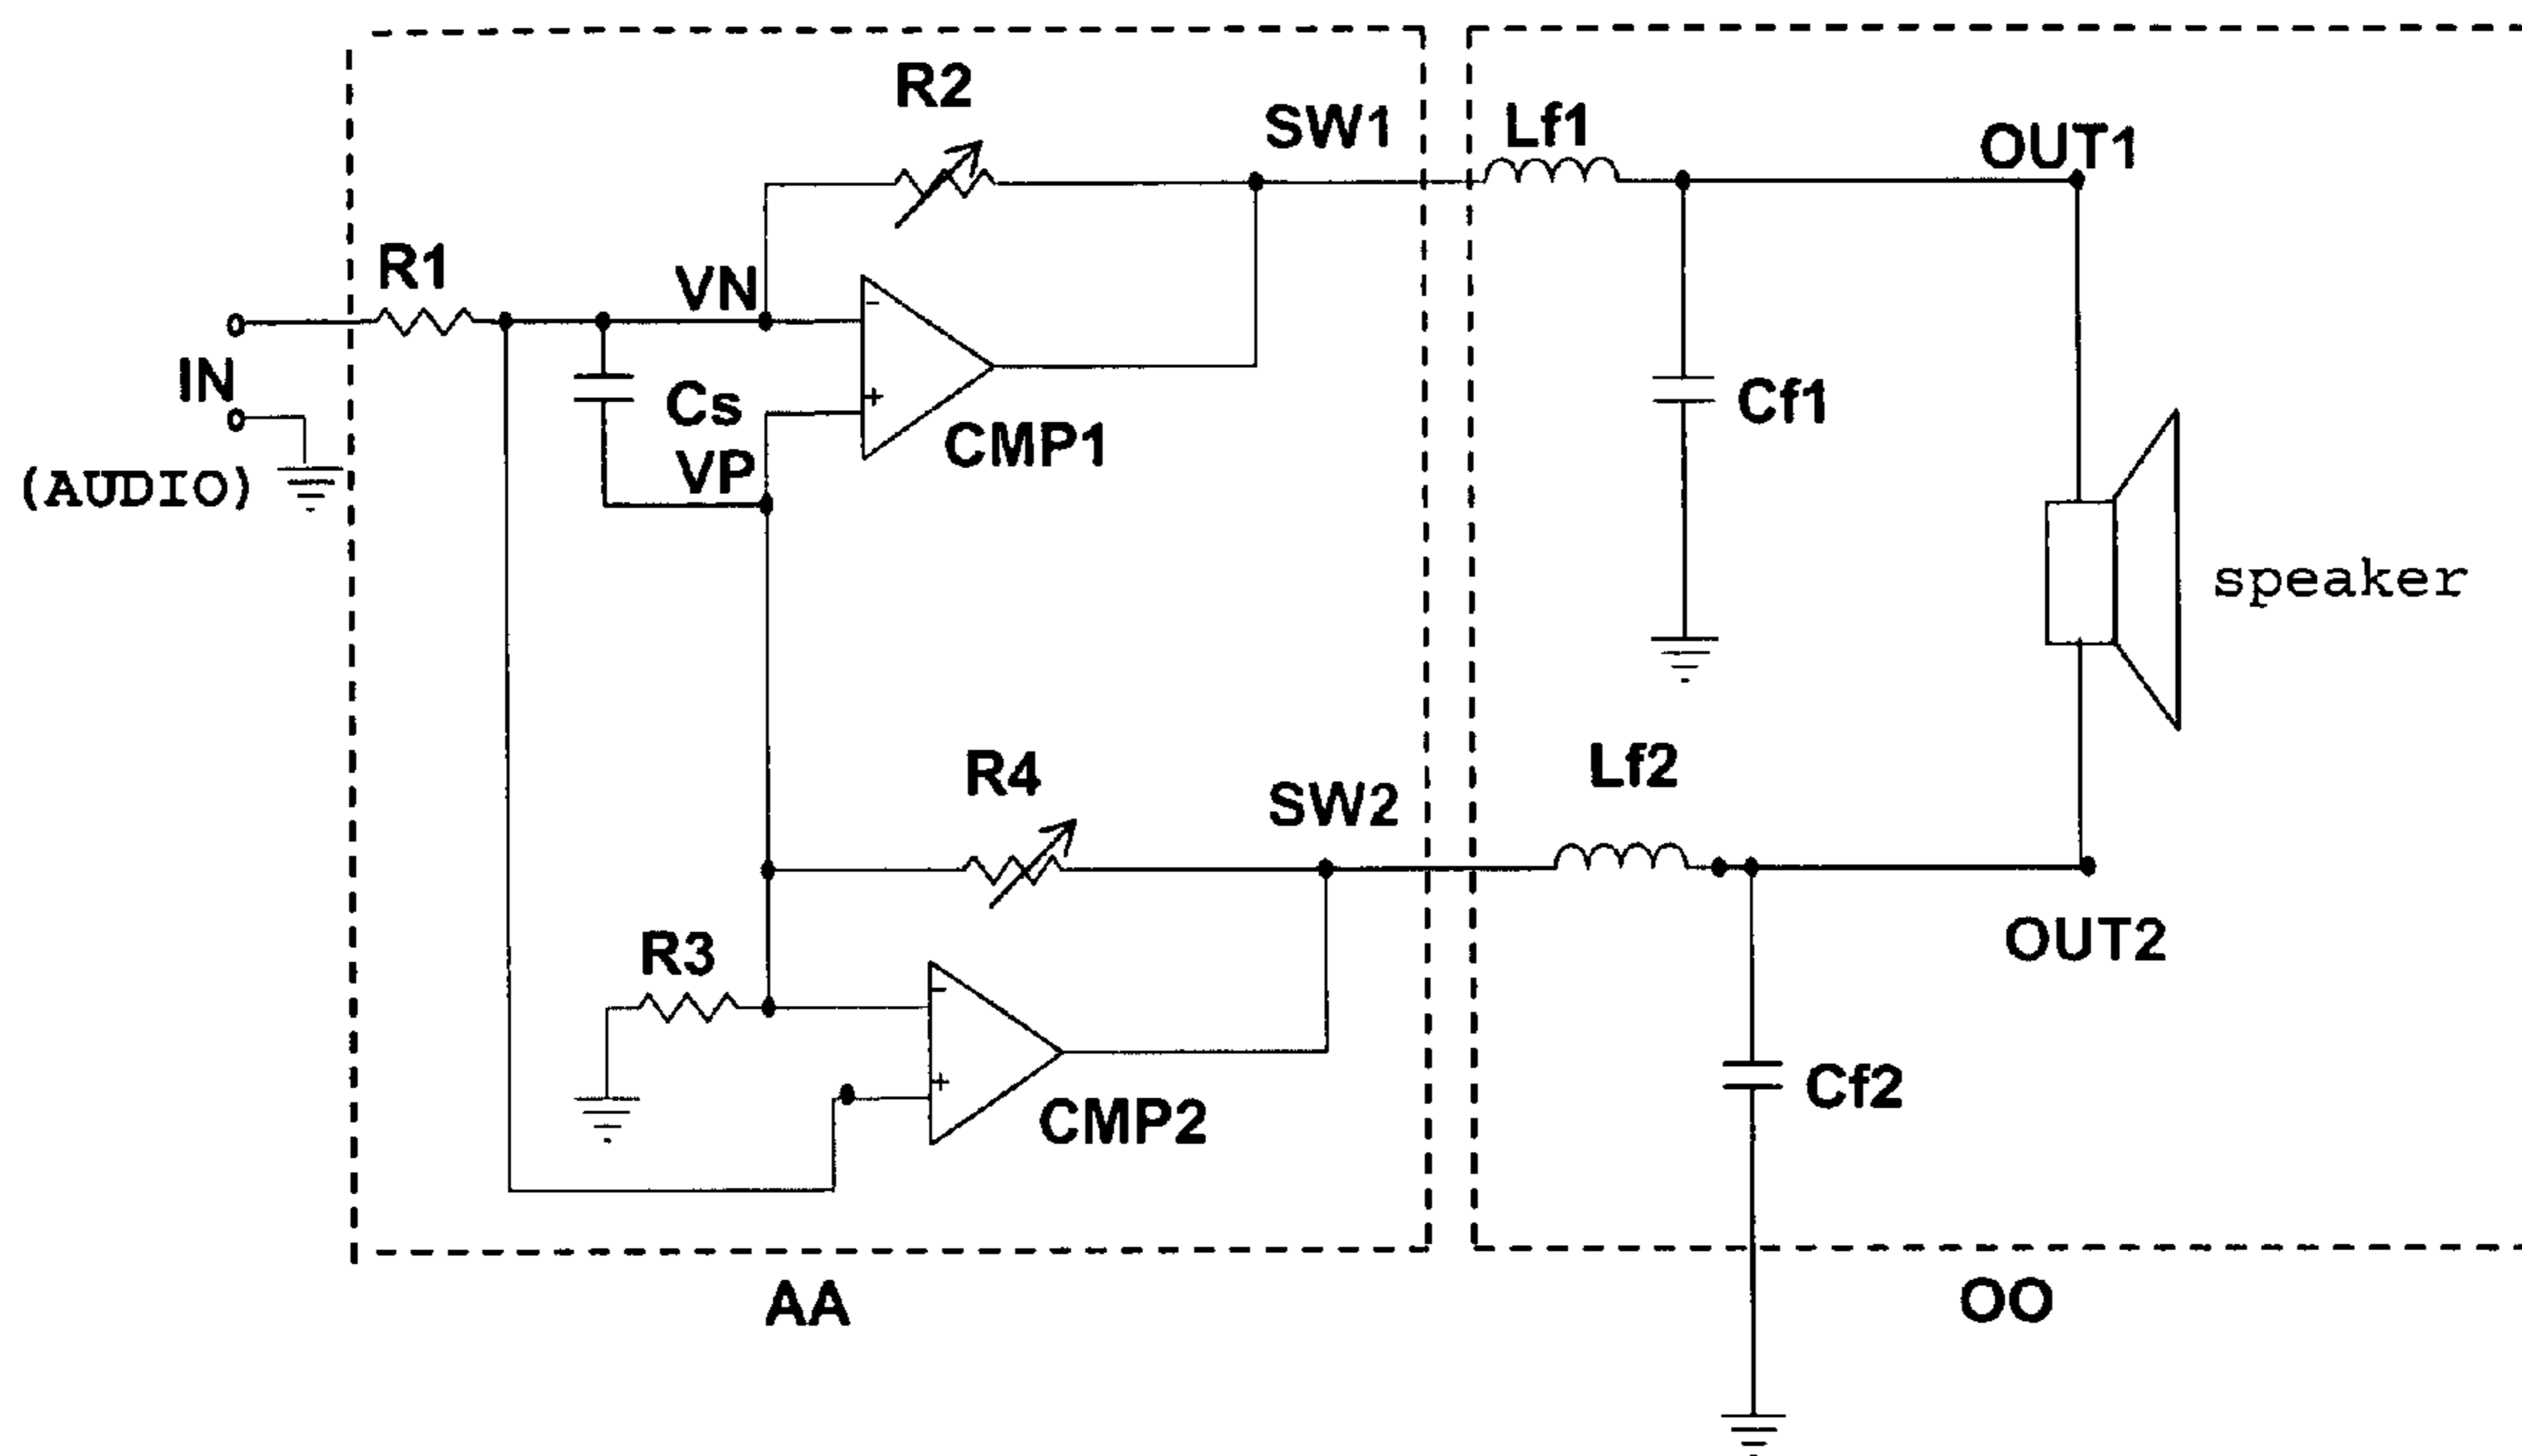 R2
SW1
Lf1
OUT1
R1
VN
-
IN
Cs
+
Cf1
CMP1
VP
(AUDIO)
speaker
R4
SW2
Lf2
R3
OUT2
-
+
CMP2
Cf2
AA
OO